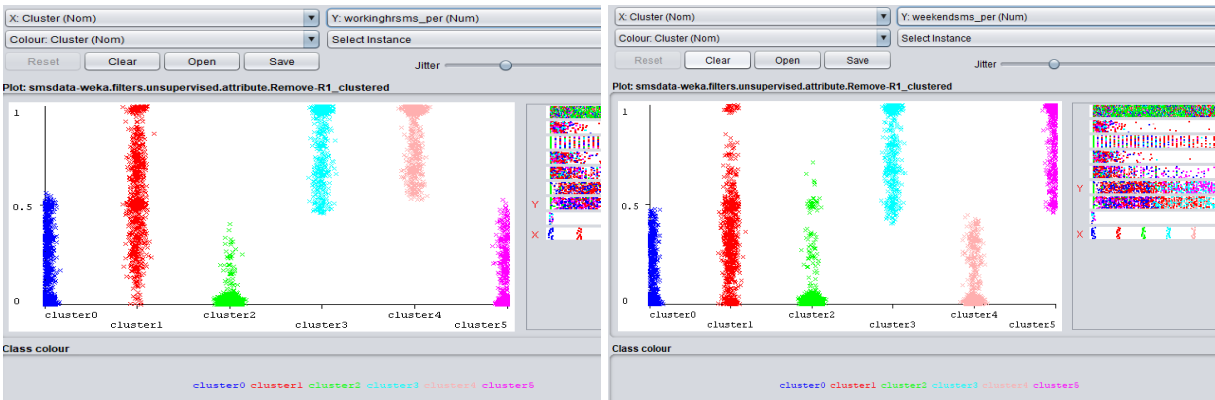 X: Cluster (Nom)
Y: workinghrsms_per (Num)
Colour: Cluster (Nom)
Select Instance
Reset
Clear
Open
Save
Jitter
Plot: smsdata-weka.filters.unsupervised.attribute.Remove-R1_clustered
1
0.5
0
cluster0
cluster1
cluster2
cluster3
cluster4
cluster5
Y
X
Class colour
cluster0 cluster1 cluster2 cluster3 cluster4 cluster5
X: Cluster (Nom)
Y: weekendsms_per (Num)
Colour: Cluster (Nom)
Select Instance
Reset
Clear
Open
Save
Jitter
Plot: smsdata-weka.filters.unsupervised.attribute.Remove-R1_clustered
1
0.5
0
cluster0
cluster1
cluster2
cluster3
cluster4
cluster5
Y
X
Class colour
cluster0 cluster1 cluster2 cluster3 cluster4 cluster5